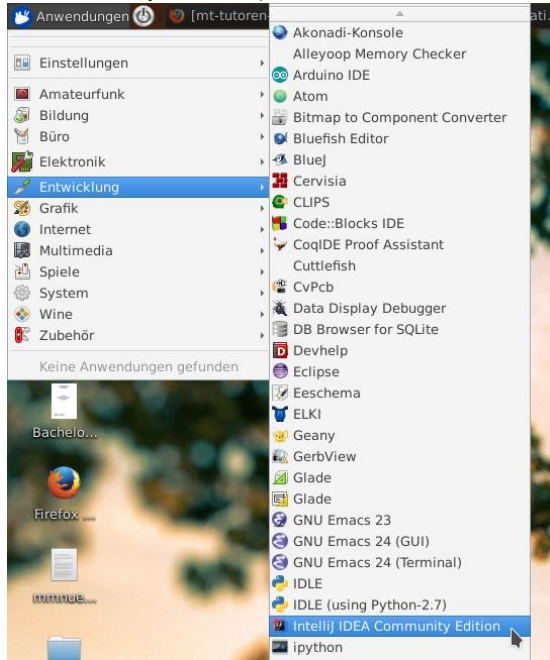 Anwendungen
[mt-tutoren
ati.
Einstellungen
Amateurfunk
Bildung
Büro
Elektronik
Entwicklung
Grafik
Internet
Multimedia
Spiele
System
Wine
Zubehör
Keine Anwendungen gefunden
Bachelo...
Firefox ...
mmnue...
Akonadi-Konsole
Alleyoop Memory Checker
Arduino IDE
Atom
Bitmap to Component Converter
Bluefish Editor
BlueJ
Cervisia
CLIPS
Code::Blocks IDE
CoqIDE Proof Assistant
Cuttlefish
CvPcb
Data Display Debugger
DB Browser for SQLite
Devhelp
Eclipse
Eeschema
ELKI
Geany
GerbView
Glade
Glade
GNU Emacs 23
GNU Emacs 24 (GUI)
GNU Emacs 24 (Terminal)
IDLE
IDLE (using Python-2.7)
IntelliJ IDEA Community Edition
ipython